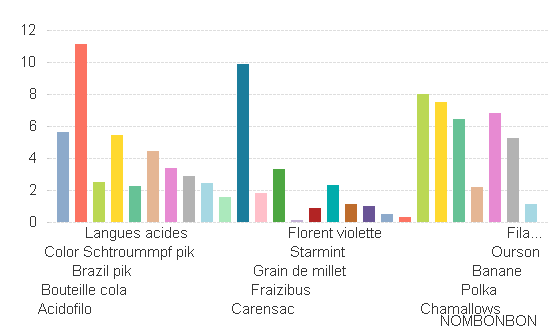 12
10
8
6
4
2
0
Langues acides Florent violette Fila...
Color Schtroummpf pik Starmint Ourson
Brazil pik Grain de millet Banane
Bouteille cola Fraizibus Polka
Acidofilo Carensac Chamallows
NOMBONBON